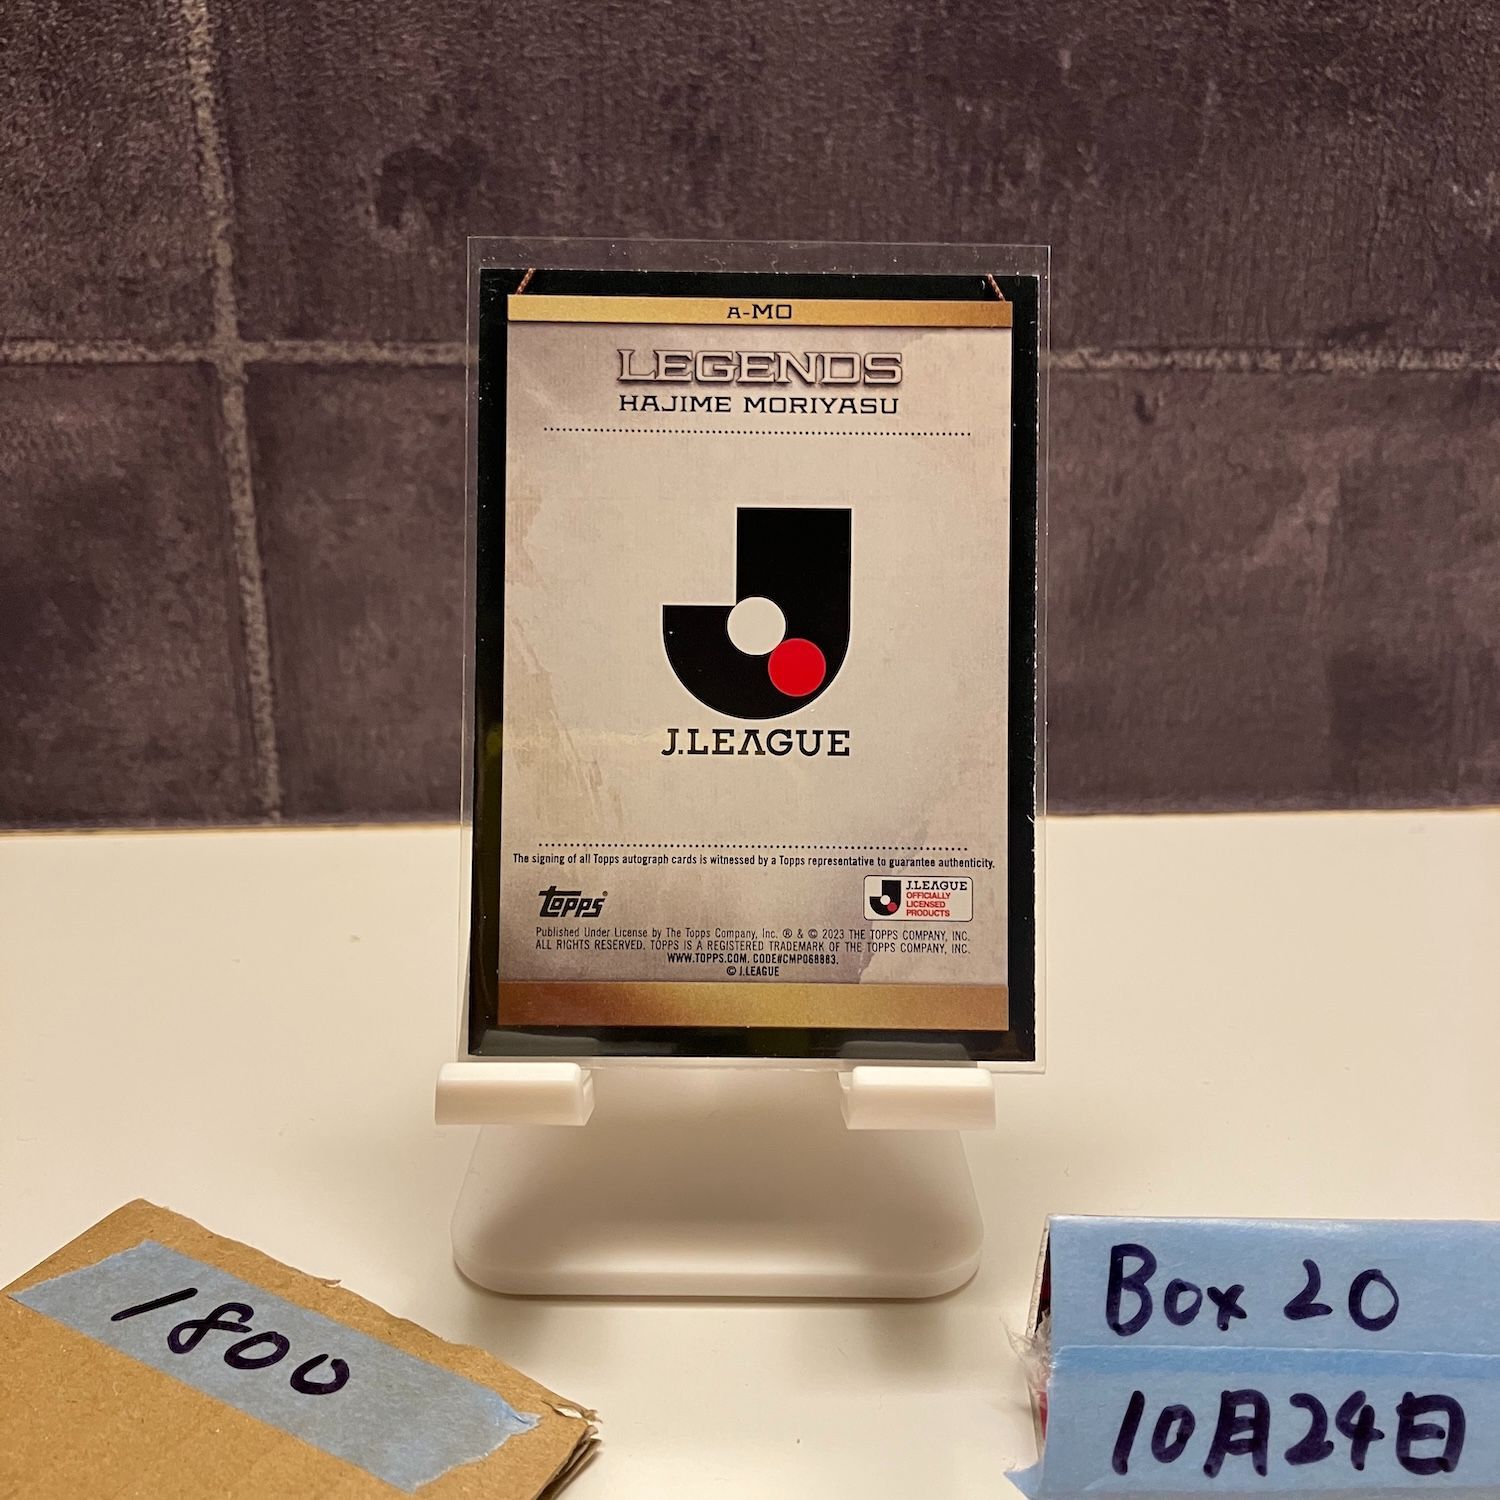 A-MO
LEGENDS
HAJIME MORIYASU
J.LEAGUE
The signing of all Topps autograph cards is witnessed by a Topps representative to guarantee authenticity.
topps®
J.LEAGUE
OFFICIALLY
LICENSED
PRODUCTS
Published Under License by The Topps Company, Inc. ® & © 2023 THE TOPPS COMPANY, INC.
ALL RIGHTS RESERVED. TOPPS IS A REGISTERED TRADEMARK OF THE TOPPS COMPANY, INC.
WWW.TOPPS.COM. CODE#CMP068883.
© J.LEAGUE
1800
Box 20
10月24日